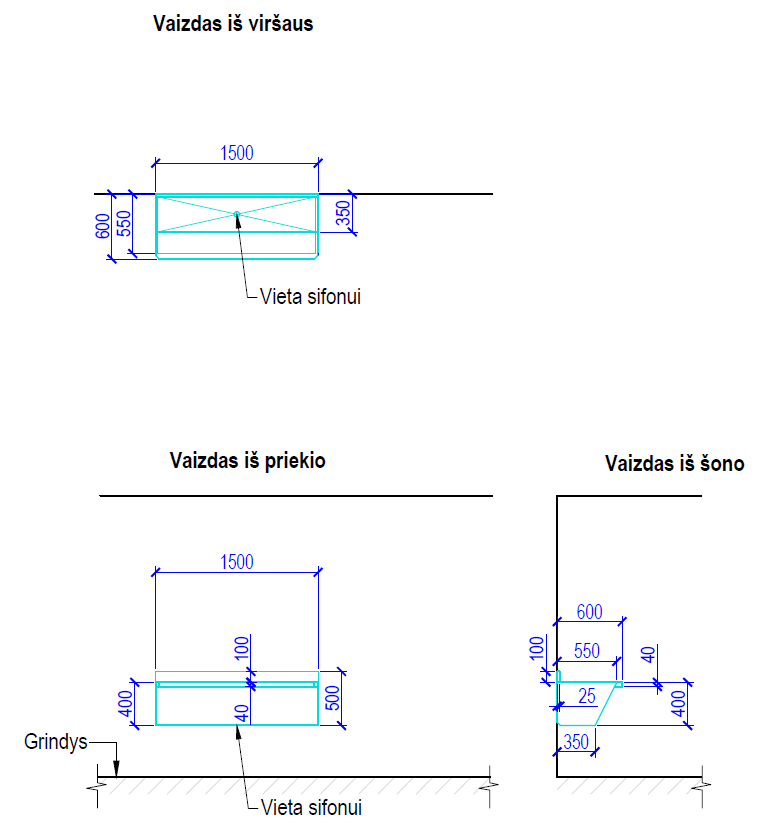 Vaizdas iš viršaus
1500
600
550
350
Vieta sifonui
Vaizdas iš priekio
Vaizdas iš šono
1500
600
100
100
550
40
400
40
500
25
400
350
Grindys
Vieta sifonui